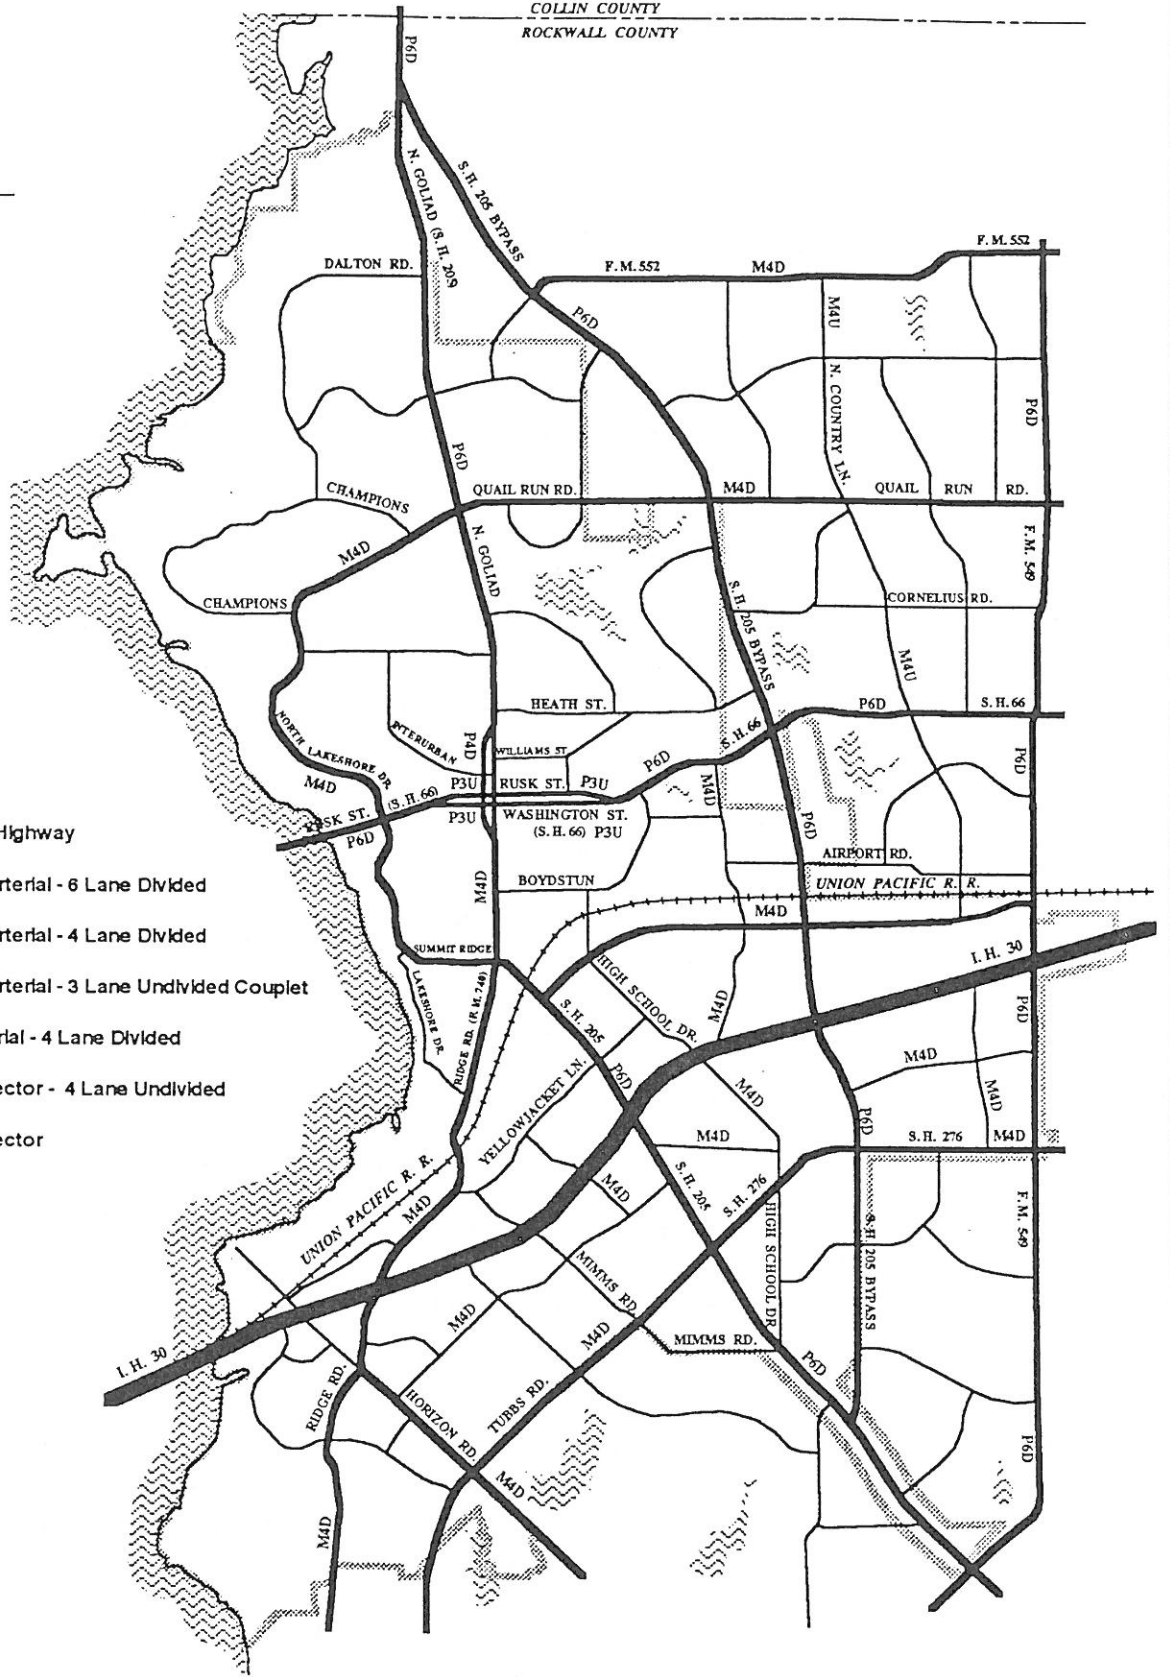 COLLIN COUNTY
ROCKWALL COUNTY
P6D
N. GOLIAD (S. H. 205)
S. H. 205 BYPASS
F. M. 552
DALTON RD.
F. M. 552
M4D
P6D
M4U
N. COUNTRY LN.
P6D
P6D
CHAMPIONS
QUAIL RUN RD.
M4D
QUAIL
RUN
RD.
M4D
N. GOLIAD
F. M. 549
CHAMPIONS
S. H. 205 BYPASS
CORNELIUS RD.
M4U
HEATH ST.
P6D
S. H. 66
NORTH LAKESHORE DR.
INTERURBAN
P4D
WILLIAMS ST
S. H. 66
P6D
P6D
M4D
P3U
RUSK ST.
P3U
M4D
RUSK ST.
(S. H. 66)
P3U
WASHINGTON ST.
(S. H. 66) P3U
P6D
P6D
Highway
AIRPORT RD.
rterial - 6 Lane Divided
M4D
BOYDSTUN
UNION PACIFIC R. R.
M4D
rterial - 4 Lane Divided
SUMMIT RIDGE
I. H. 30
HIGH SCHOOL DR.
LAKESHORE DR.
RIDGE RD. (F. M. 740)
rterial - 3 Lane Undivided Couplet
S. H. 205
M4D
P6D
rial - 4 Lane Divided
M4D
YELLOWJACKET LN.
P6D
M4D
M4D
ector - 4 Lane Undivided
P6D
ector
M4D
S. H. 276
M4D
UNION PACIFIC R. R.
M4D
M4D
S. H. 205
S. H. 276
HIGH SCHOOL DR
S. H. 205 BYPASS
F. M. 549
MIMMS RD.
M4D
M4D
MIMMS RD.
I. H. 30
P6D
RIDGE RD.
HORIZON RD.
TUBBS RD.
P6D
M4D
M4D